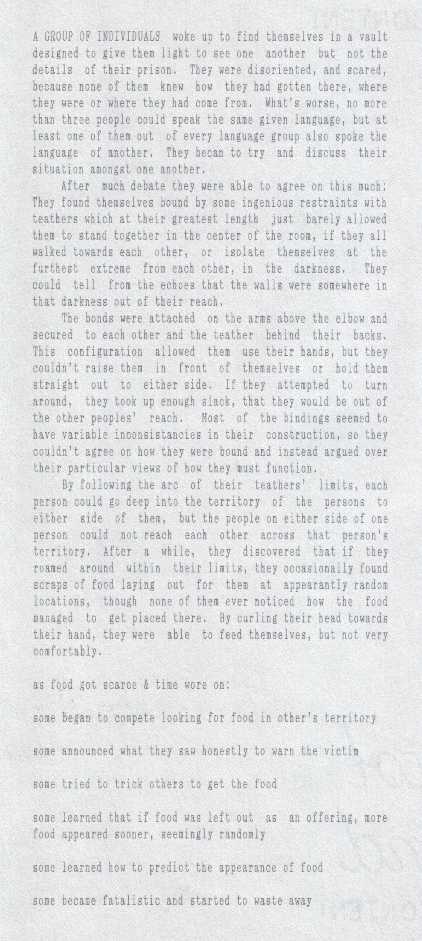 A GROUP OF INDIVIDUALS woke up to find themselves in a vault
designed to give them light to see one another but not the
details of their prison. They were disoriented, and scared,
because none of them knew how they had gotten there, where
they were or where they had come from. What's worse, no more
than three people could speak the same given language, but at
least one of them out of every language group also spoke the
language of another. They began to try and discuss their
situation amongst one another.
After much debate they were able to agree on this much:
They found themselves bound by some ingenious restraints with
teathers which at their greatest length just barely allowed
them to stand together in the center of the room, if they all
walked towards each other, or isolate themselves at the
furthest extreme from each other, in the darkness. They
could tell from the echoes that the walls were somewhere in
that darkness out of their reach.
The bonds were attached on the arms above the elbow and
secured to each other and the teather behind their backs.
This configuration allowed them use their hands, but they
couldn't raise them in front of themselves or hold them
straight out to either side. If they attempted to turn
around, they took up enough slack, that they would be out of
the other peoples' reach. Most of the bindings seemed to
have variable inconsistancies in their construction, so they
couldn't agree on how they were bound and instead argued over
their particular views of how they must function.
By following the arc of their teathers' limits, each
person could go deep into the territory of the persons to
either side of them, but the people on either side of one
person could not reach each other across that person's
territory. After a while, they discovered that if they
roamed around within their limits, they occasionally found
scraps of food laying out for them at appearantly random
locations, though none of them ever noticed how the food
managed to get placed there. By curling their head towards
their hand, they were able to feed themselves, but not very
comfortably.
as food got scarce & time wore on:
some began to compete looking for food in other's territory
some announced what they saw honestly to warn the victim
some tried to trick others to get the food
some learned that if food was left out as an offering, more
food appeared sooner, seemingly randomly
some learned how to predict the appearance of food
some became fatalistic and started to waste away